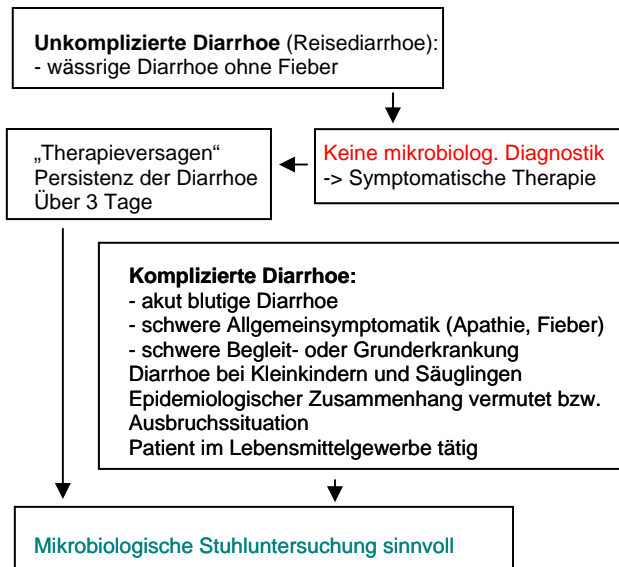 Unkomplizierte Diarrhoe (Reisediarrhoe):
- wässrige Diarrhoe ohne Fieber
Keine mikrobiolog. Diagnostik
-> Symptomatische Therapie
„Therapieversagen“
Persistenz der Diarrhoe
Über 3 Tage
Komplizierte Diarrhoe:
- akut blutige Diarrhoe
- schwere Allgemeinsymptomatik (Apathie, Fieber)
- schwere Begleit- oder Grunderkrankung
Diarrhoe bei Kleinkindern und Säuglingen
Epidemiologischer Zusammenhang vermutet bzw.
Ausbruchssituation
Patient im Lebensmittelgewerbe tätig
Mikrobiologische Stuhluntersuchung sinnvoll